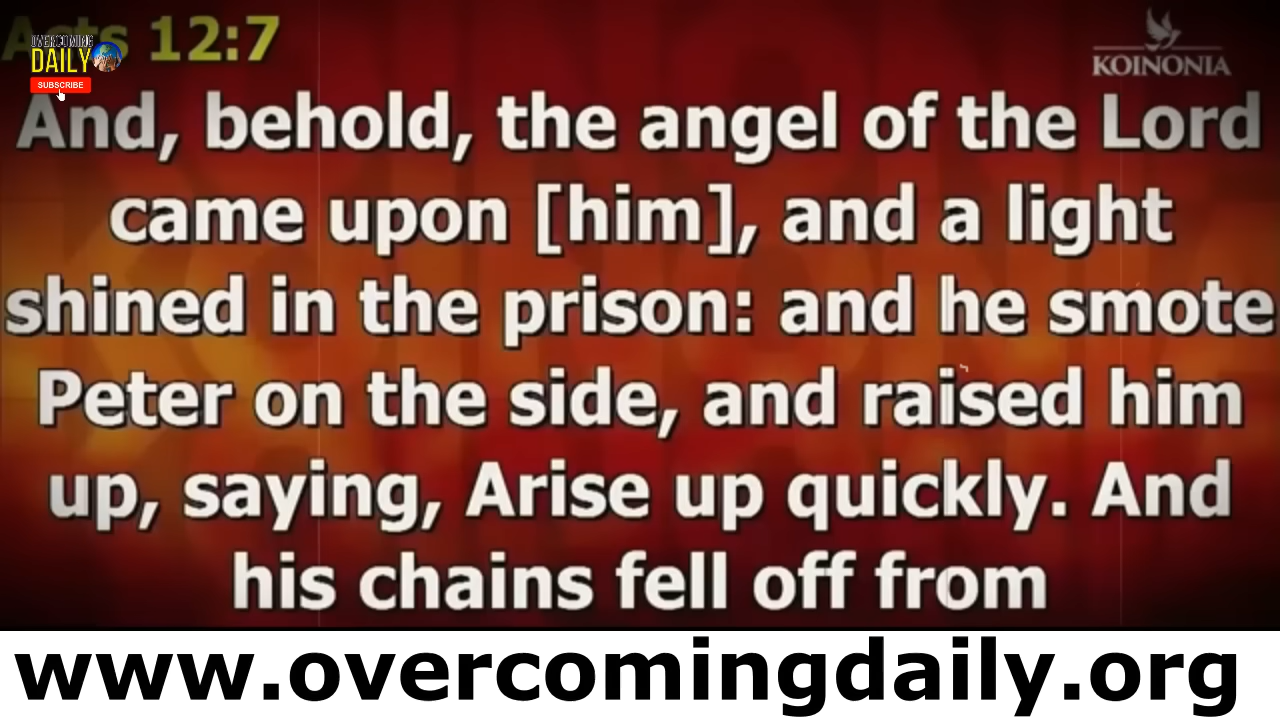 Acts 12:7
OVERCOMING
DAILY
SUBSCRIBE
KOINONIA
And, behold, the angel of the Lord
came upon [him], and a light
shined in the prison: and he smote
Peter on the side, and raised him
up, saying, Arise up quickly. And
his chains fell off from
www.overcomingdaily.org